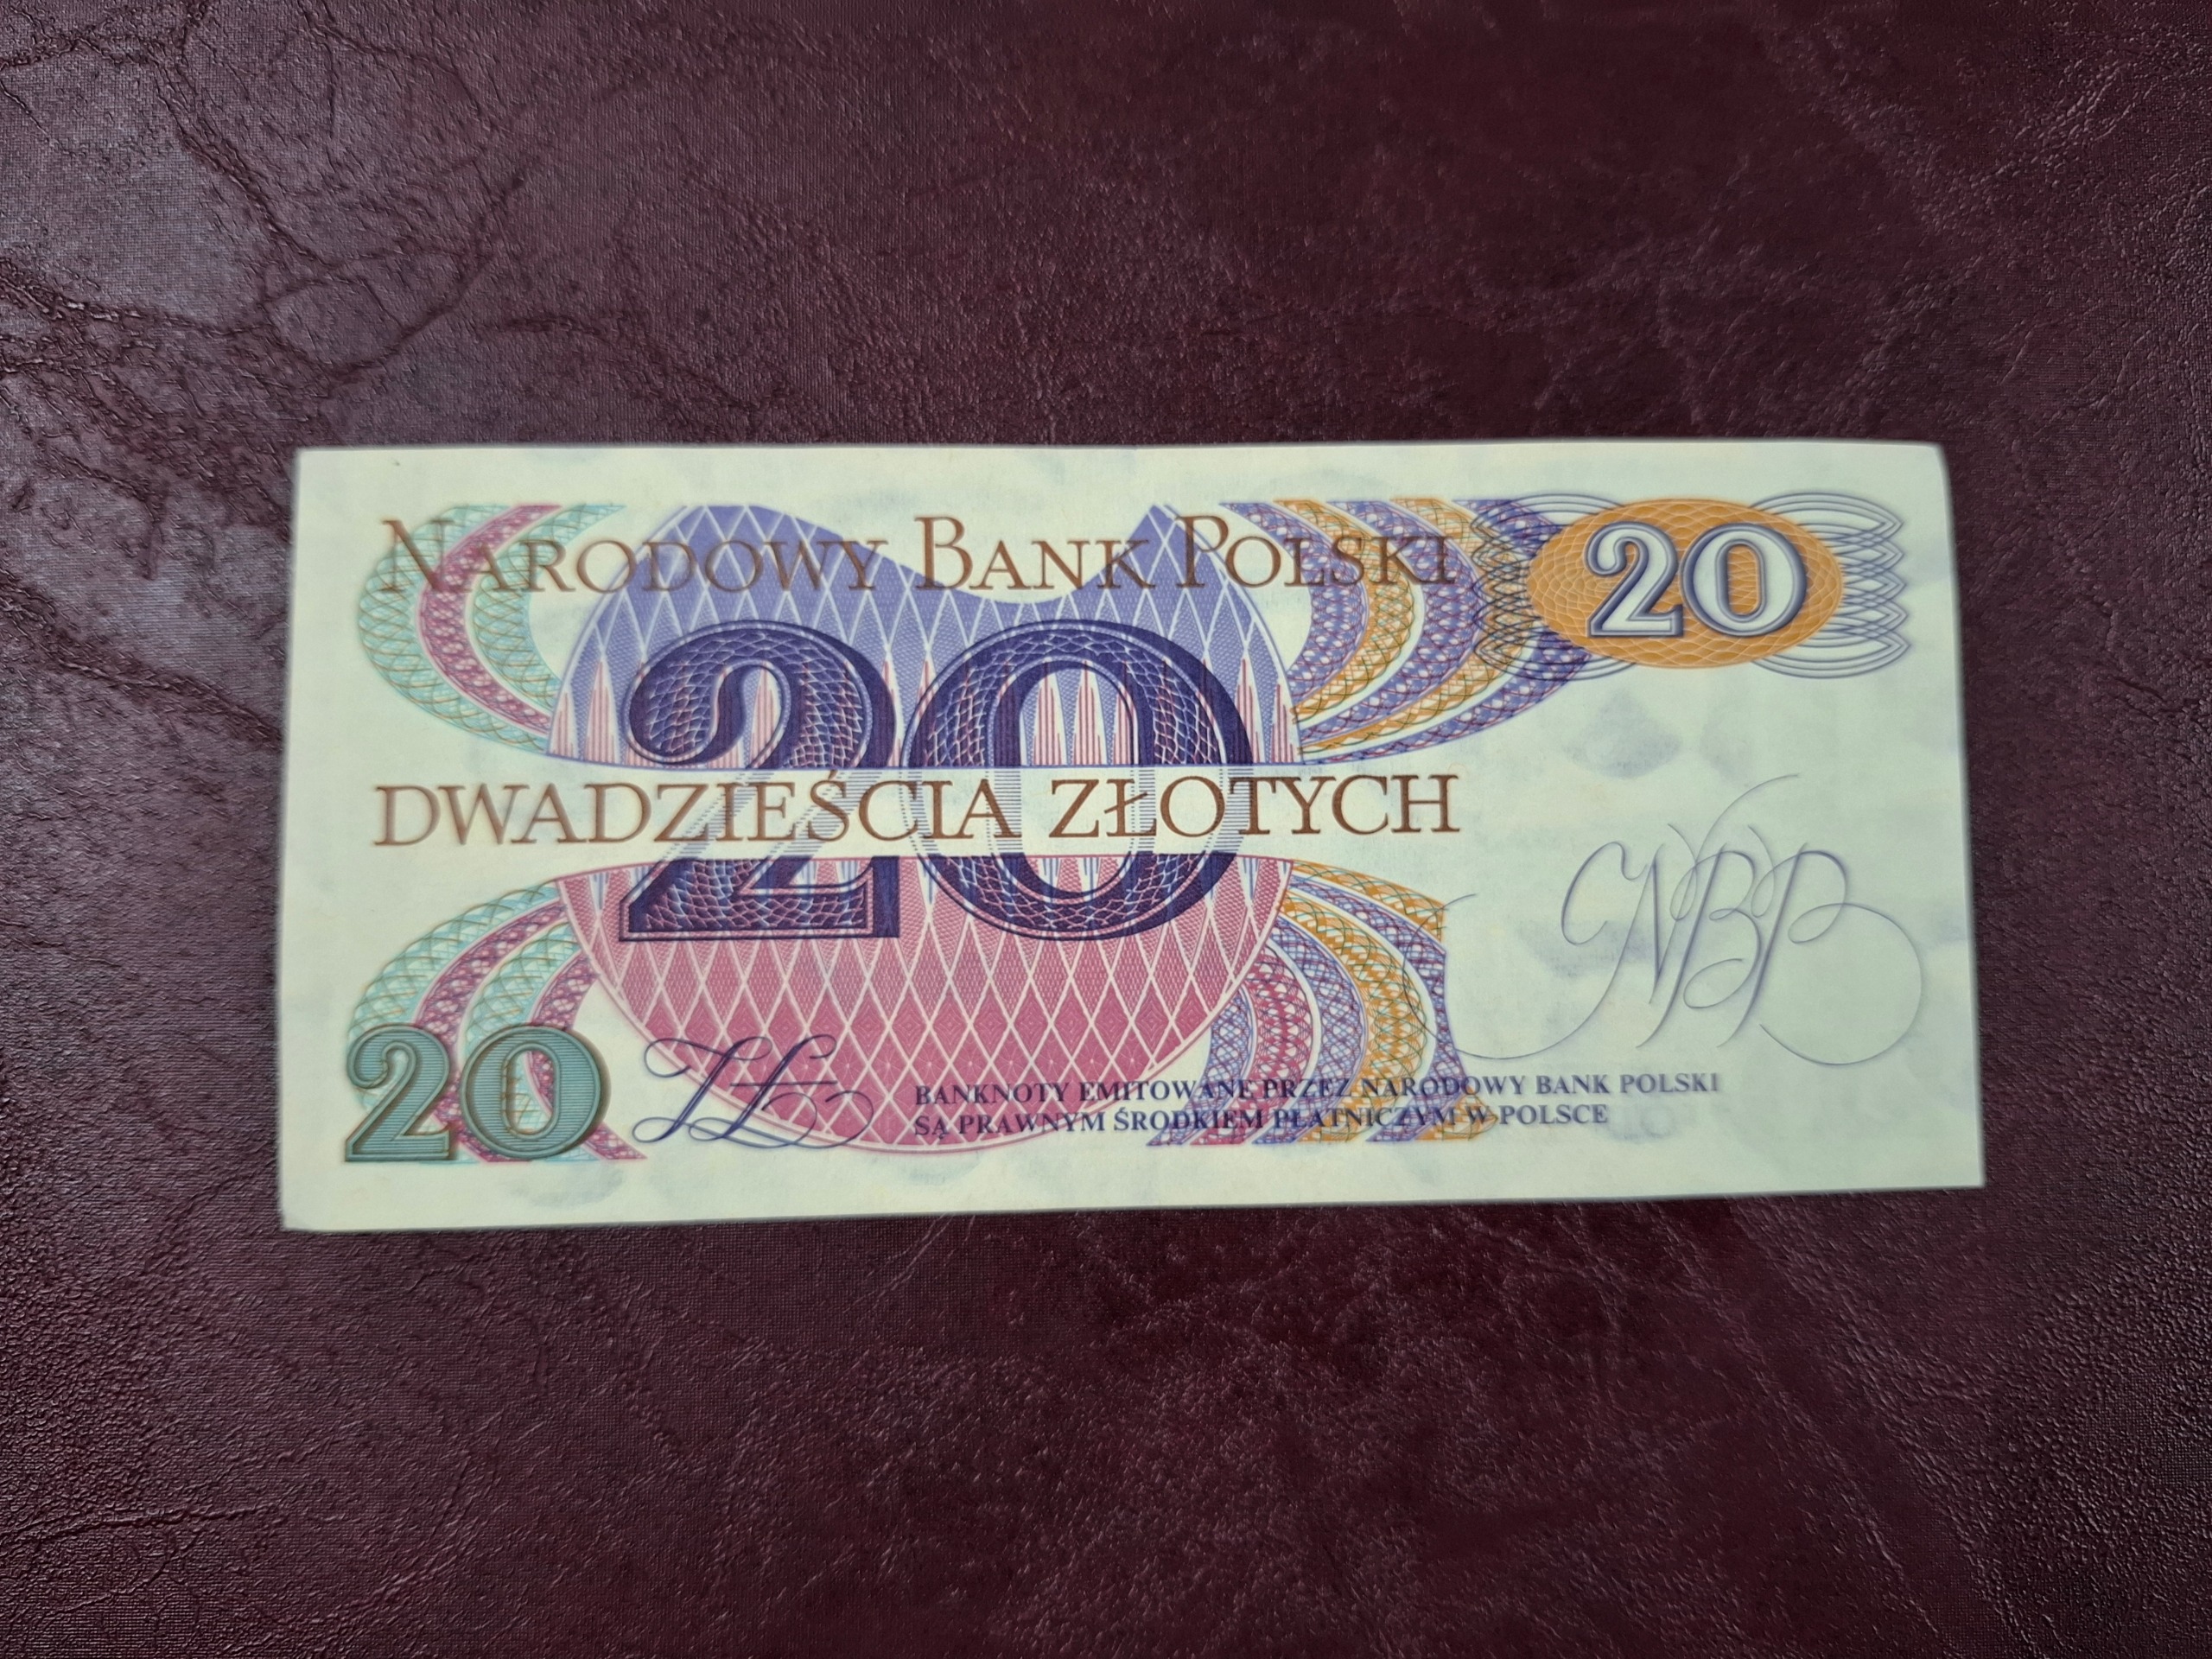 NARODOWY BANK POLSKI
20
20
DWADZIEŚCIA ZŁOTYCH
NBP
20 ZŁ
BANKNOTY EMITOWANE PRZEZ NARODOWY BANK POLSKI
SĄ PRAWNYM ŚRODKIEM PŁATNICZYM W POLSCE